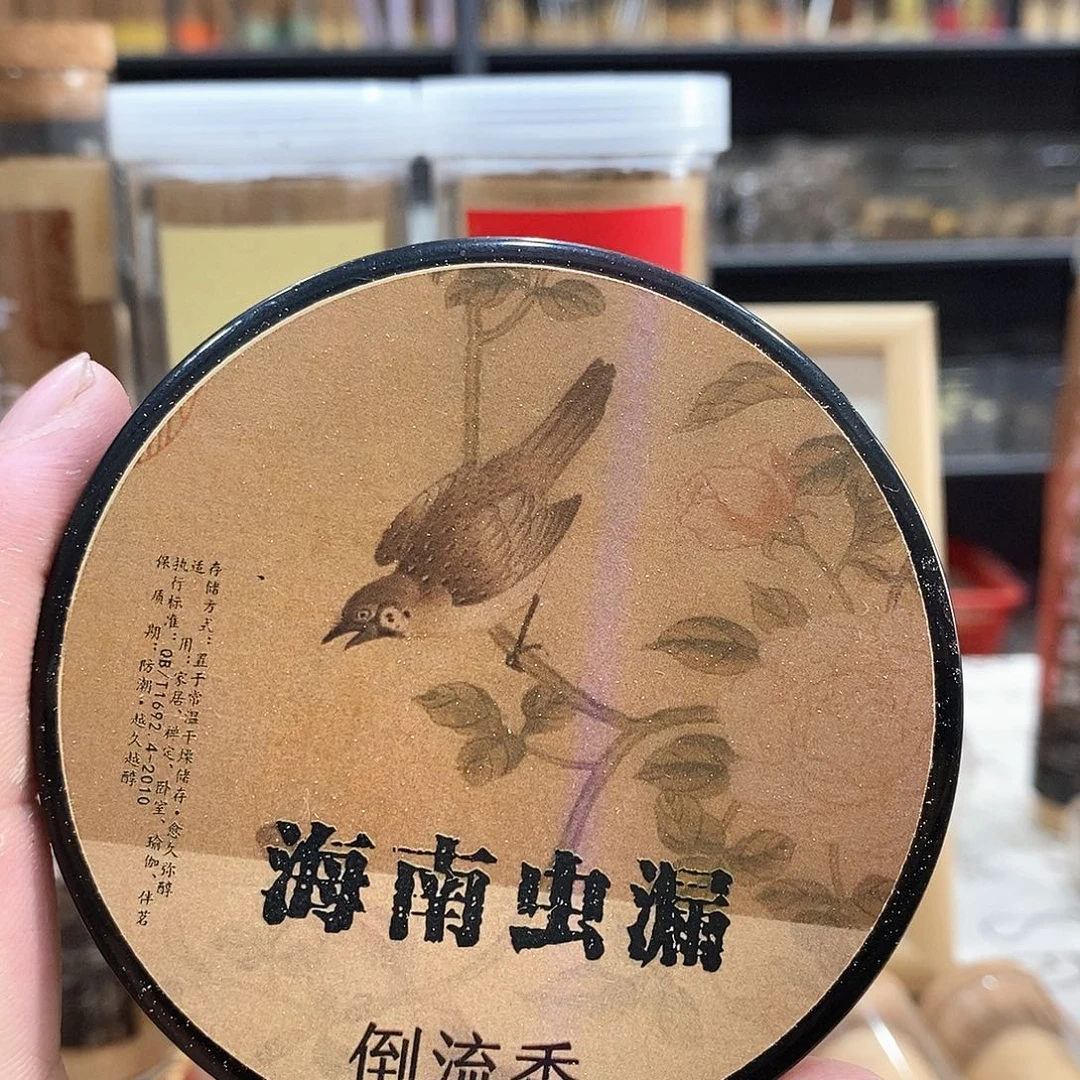 存储方式：置于常温干燥储存。愈久弥醇
适用：家居、禅定、卧室、瑜伽、伴茗
执行标准：QB/T1692.4-2010
保质期：防潮。越久越醇
海南虫漏
倒流香